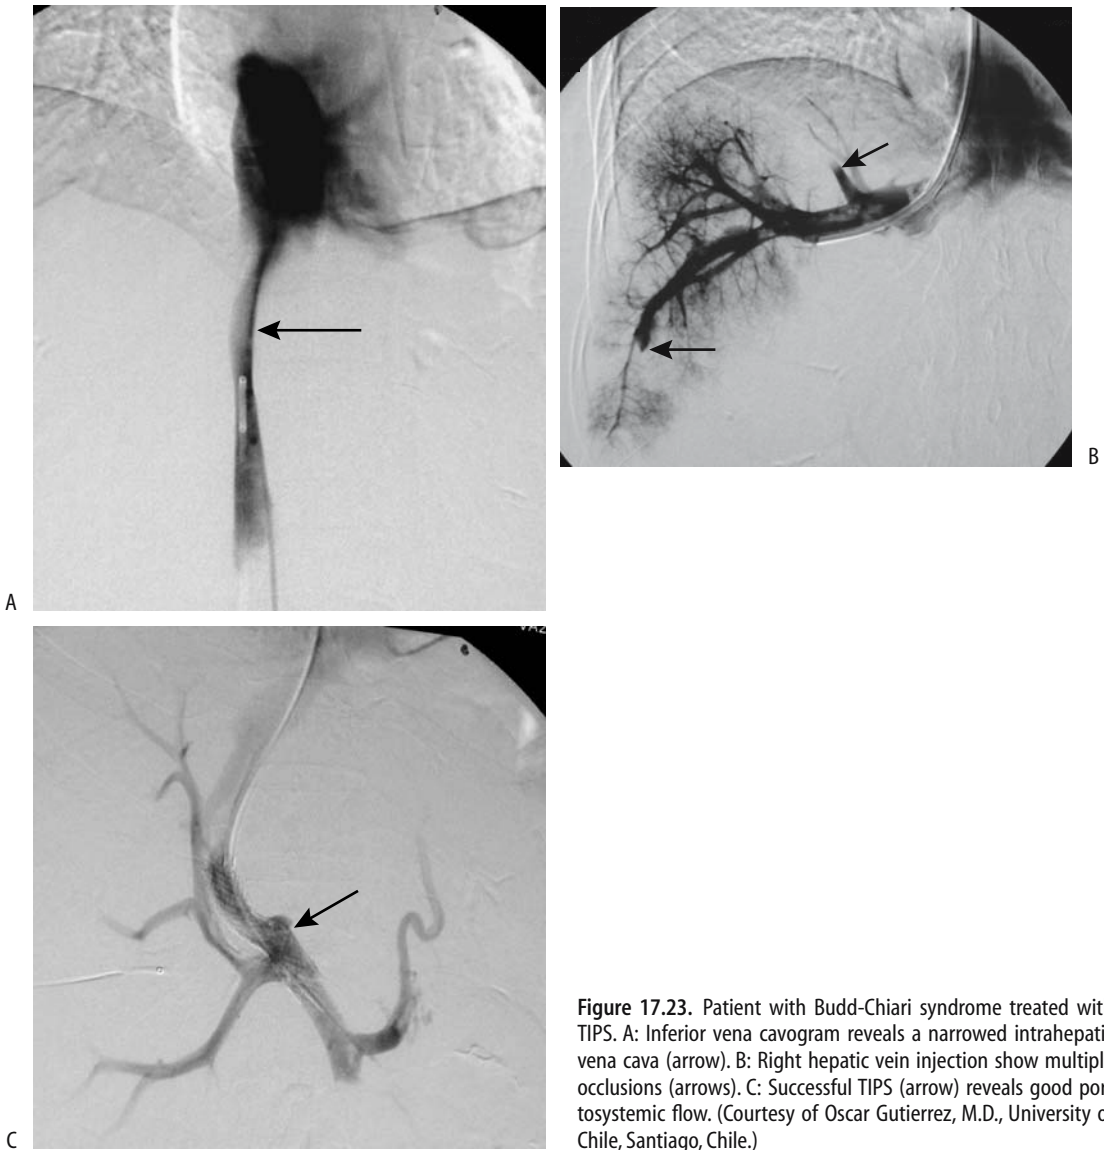 A
B
C
Figure 17.23. Patient with Budd-Chiari syndrome treated wit
TIPS. A: Inferior vena cavogram reveals a narrowed intrahepati
vena cava (arrow). B: Right hepatic vein injection show multipl
occlusions (arrows). C: Successful TIPS (arrow) reveals good por
tosystemic flow. (Courtesy of Oscar Gutierrez, M.D., University o
Chile, Santiago, Chile.)